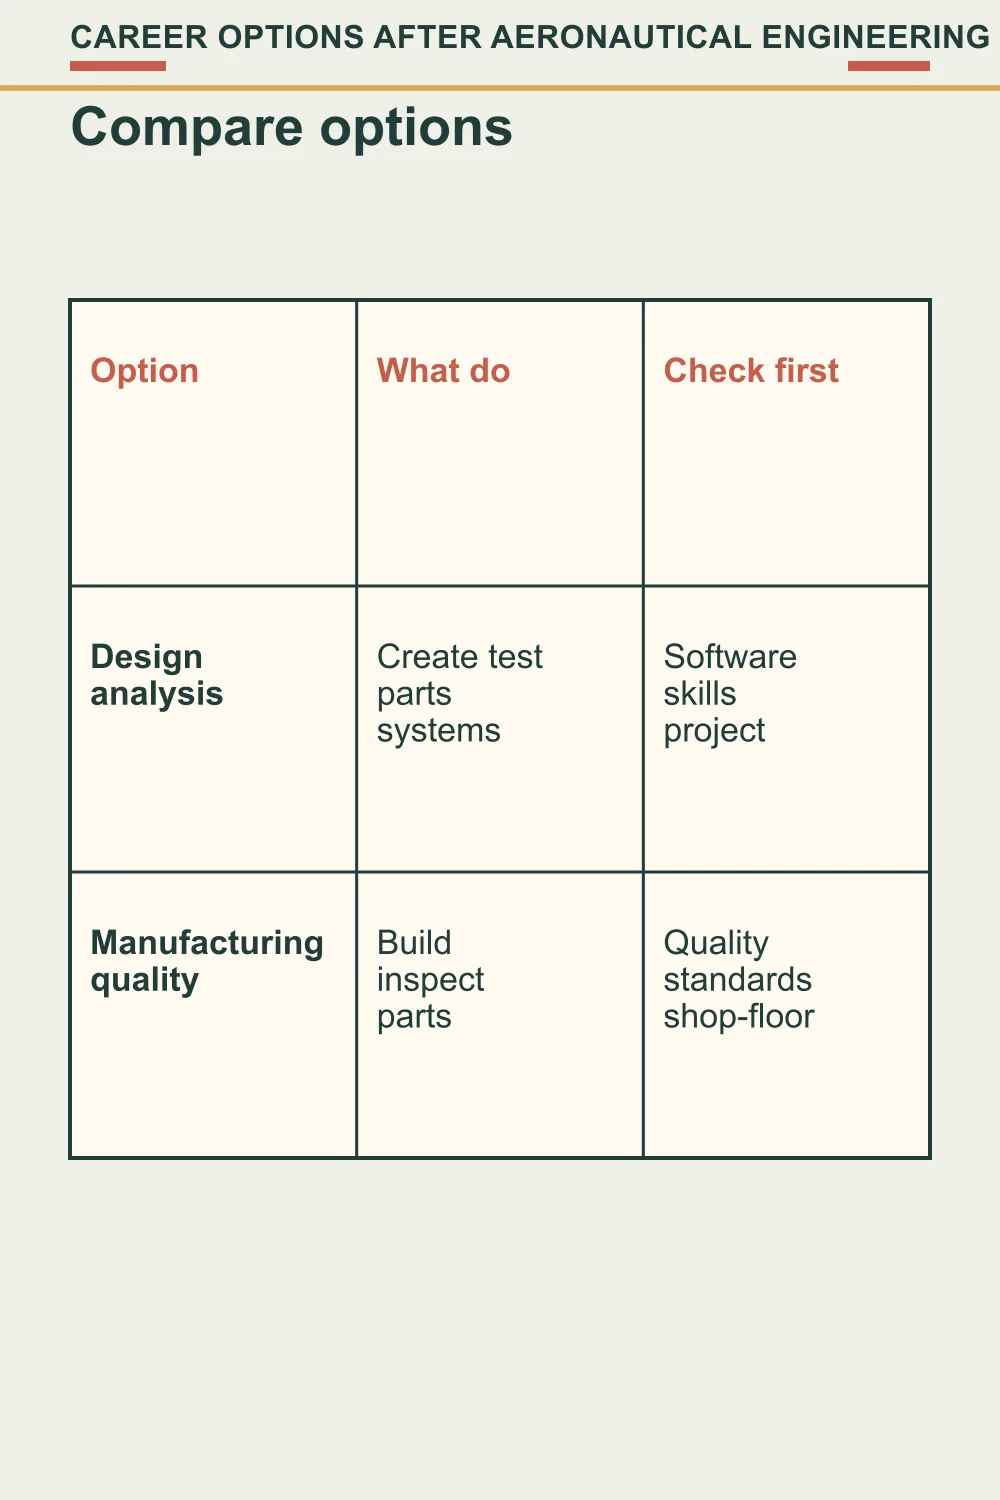 CAREER OPTIONS AFTER AERONAUTICAL ENGINEERING
Compare options
Option
What do
Check first
Design
analysis
Create test
parts
systems
Software
skills
project
Manufacturing
quality
Build
inspect
parts
Quality
standards
shop-floor